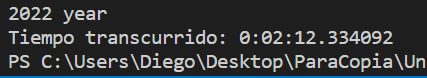 2022 year
Tiempo transcurrido: 0:02:12.334092
PS C:\Users\Diego\Desktop\ParaCopia\Un